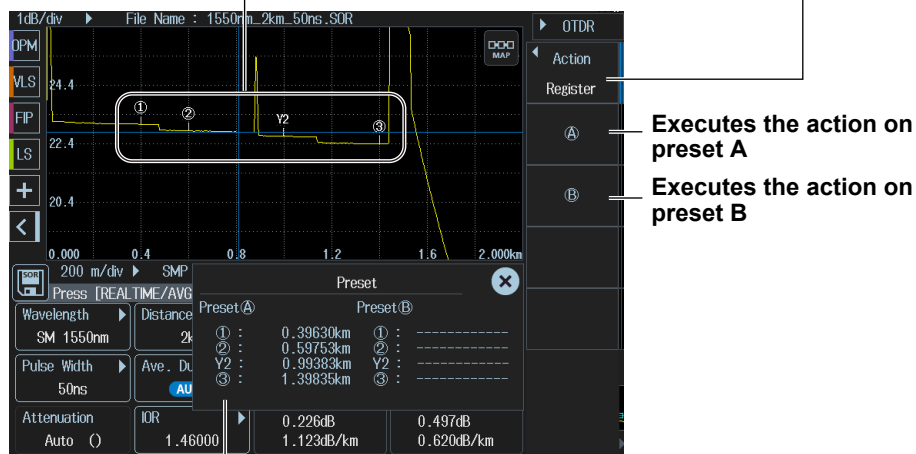 1dB/div File Name : 1550nm_2km_50ns.SOR
OTDR
OPM
MAP
Action
Register
VLS
24.4
① ② Y2 ③
FIP
22.4
Ⓐ
Executes the action on
preset A
LS
20.4
Ⓑ
Executes the action on
preset B
0.000 0.4 0.8 1.2 1.6 2.000km
SOR
200 m/div SMP
Press [REALTIME/AVG
Preset
PresetⒶ PresetⒷ
① : 0.39630km ① : ------------
② : 0.59753km ② : ------------
Y2 : 0.99383km Y2 : ------------
③ : 1.39835km ③ : ------------
Wavelength
SM 1550nm
Distance
2k
Pulse Width
50ns
Ave. Du
AU
Attenuation
Auto ()
IOR
1.46000
0.226dB
1.123dB/km
0.497dB
0.620dB/km